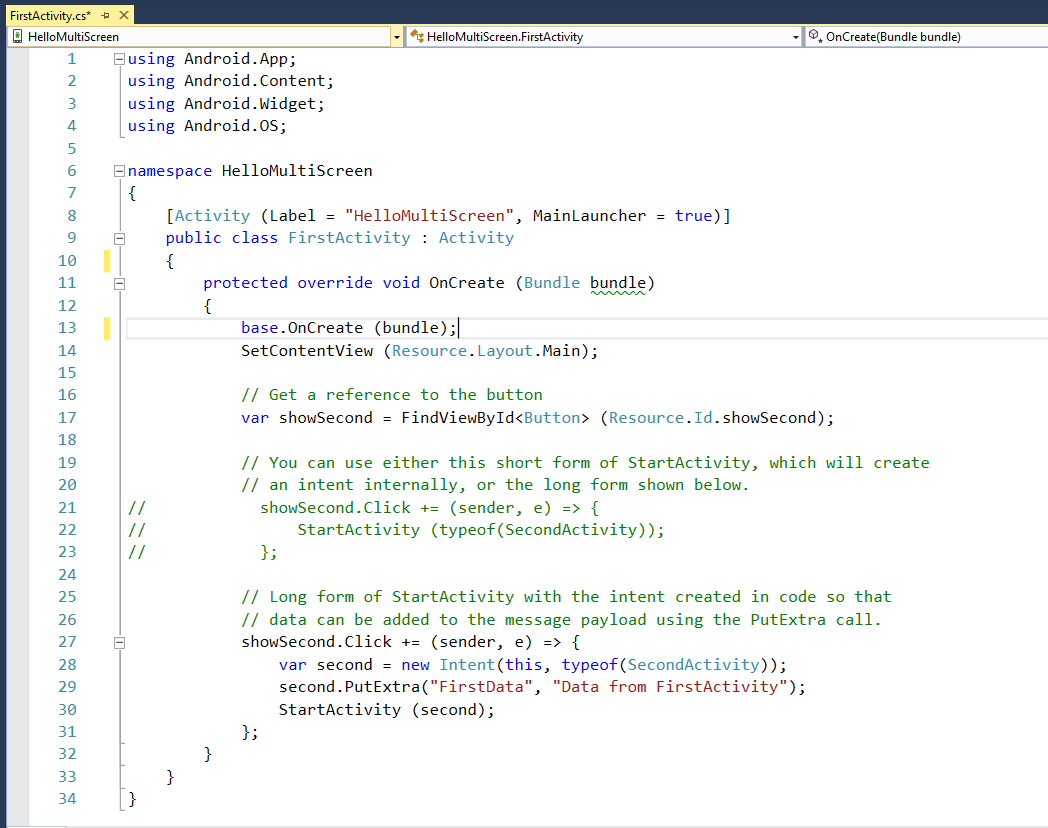 FirstActivity.cs*
HelloMultiScreen HelloMultiScreen.FirstActivity OnCreate(Bundle bundle)
1 using Android.App;
2 using Android.Content;
3 using Android.Widget;
4 using Android.OS;
5
6 namespace HelloMultiScreen
7 {
8     [Activity (Label = "HelloMultiScreen", MainLauncher = true)]
9     public class FirstActivity : Activity
10     {
11         protected override void OnCreate (Bundle bundle)
12         {
13             base.OnCreate (bundle);
14             SetContentView (Resource.Layout.Main);
15
16             // Get a reference to the button
17             var showSecond = FindViewById<Button> (Resource.Id.showSecond);
18
19             // You can use either this short form of StartActivity, which will create
20             // an intent internally, or the long form shown below.
21 //            showSecond.Click += (sender, e) => {
22 //                StartActivity (typeof(SecondActivity));
23 //            };
24
25             // Long form of StartActivity with the intent created in code so that
26             // data can be added to the message payload using the PutExtra call.
27             showSecond.Click += (sender, e) => {
28                 var second = new Intent(this, typeof(SecondActivity));
29                 second.PutExtra("FirstData", "Data from FirstActivity");
30                 StartActivity (second);
31             };
32         }
33     }
34 }